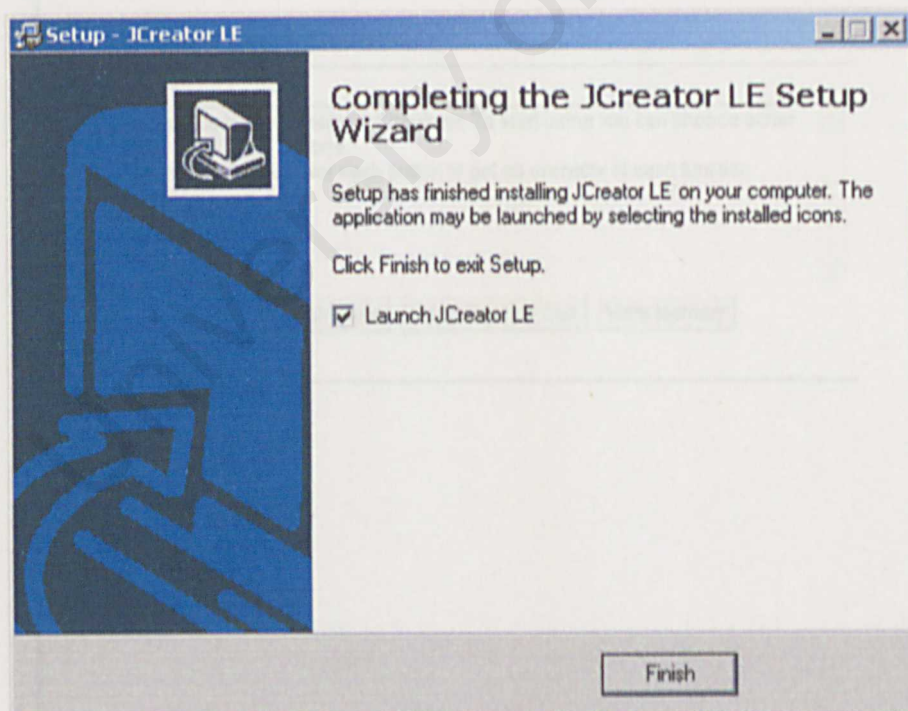 Setup - JCreator LE
Completing the JCreator LE Setup
Wizard
Setup has finished installing JCreator LE on your computer. The
application may be launched by selecting the installed icons.
Click Finish to exit Setup.
Launch JCreator LE
Finish